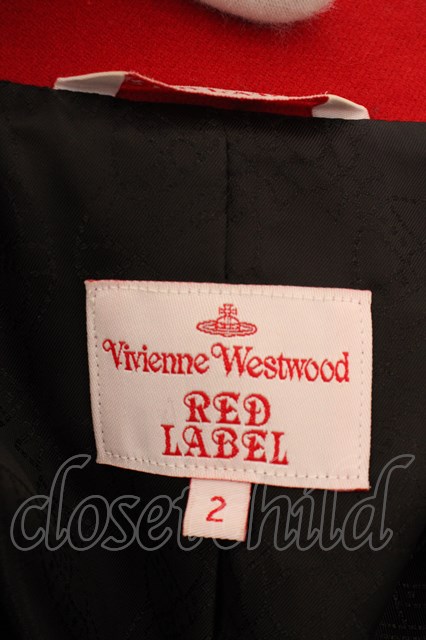 Vivienne Westwood
RED
LABEL
2
closet child